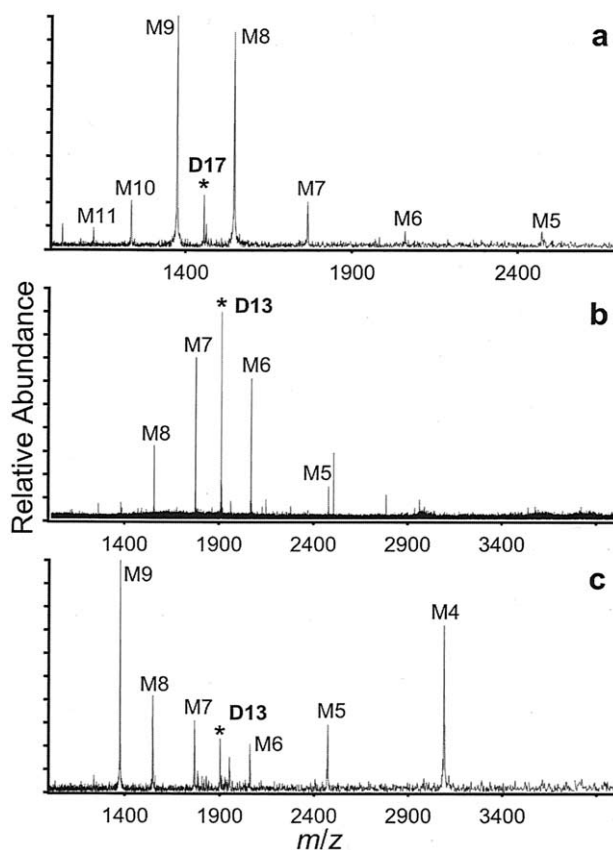 a
M9
M8
D17
*
M10
M11
M7
M6
M5
1400 1900 2400
b
* D13
M7
M6
M8
M5
1400 1900 2400 2900 3400
Relative Abundance
c
M9
M4
M8
M7
D13
*
M6
M5
1400 1900 2400 2900 3400
m/z